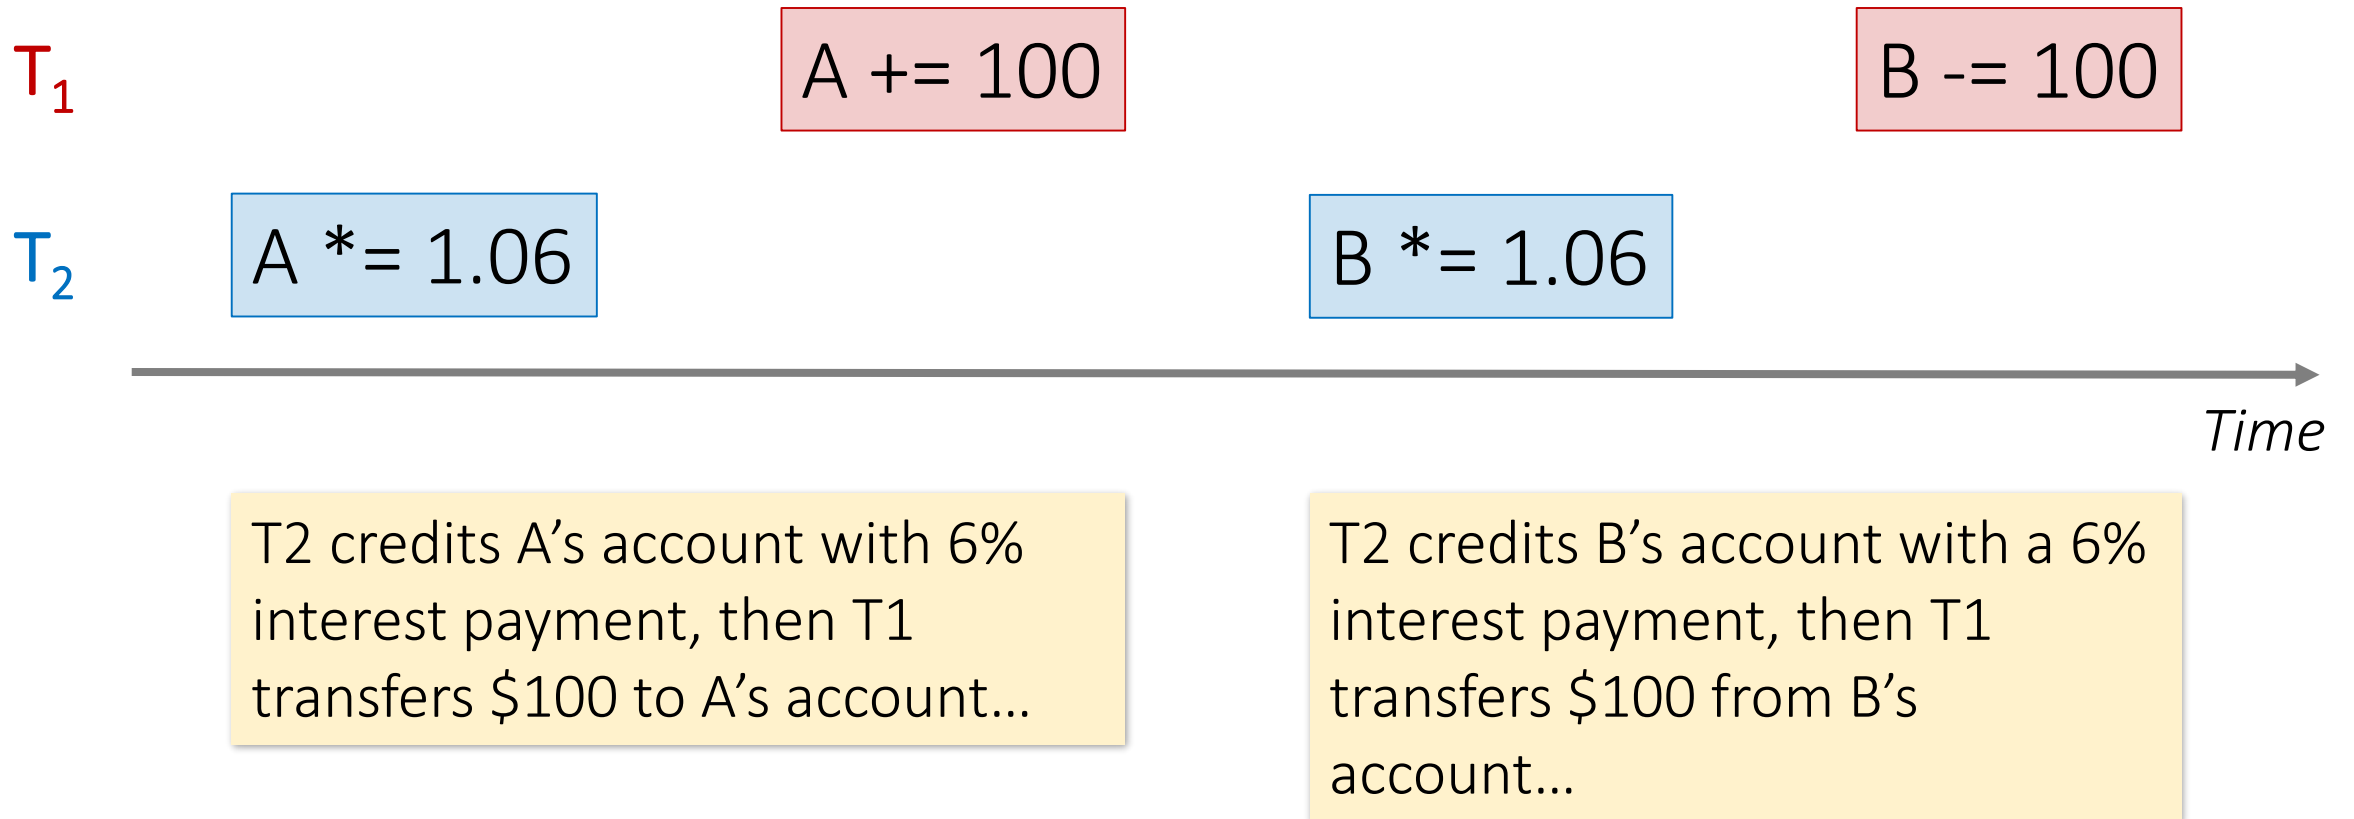 T1 A += 100 B -= 100
T2 A *= 1.06 B *= 1.06
Time
T2 credits A’s account with 6%
interest payment, then T1
transfers $100 to A’s account…
T2 credits B’s account with a 6%
interest payment, then T1
transfers $100 from B’s
account…